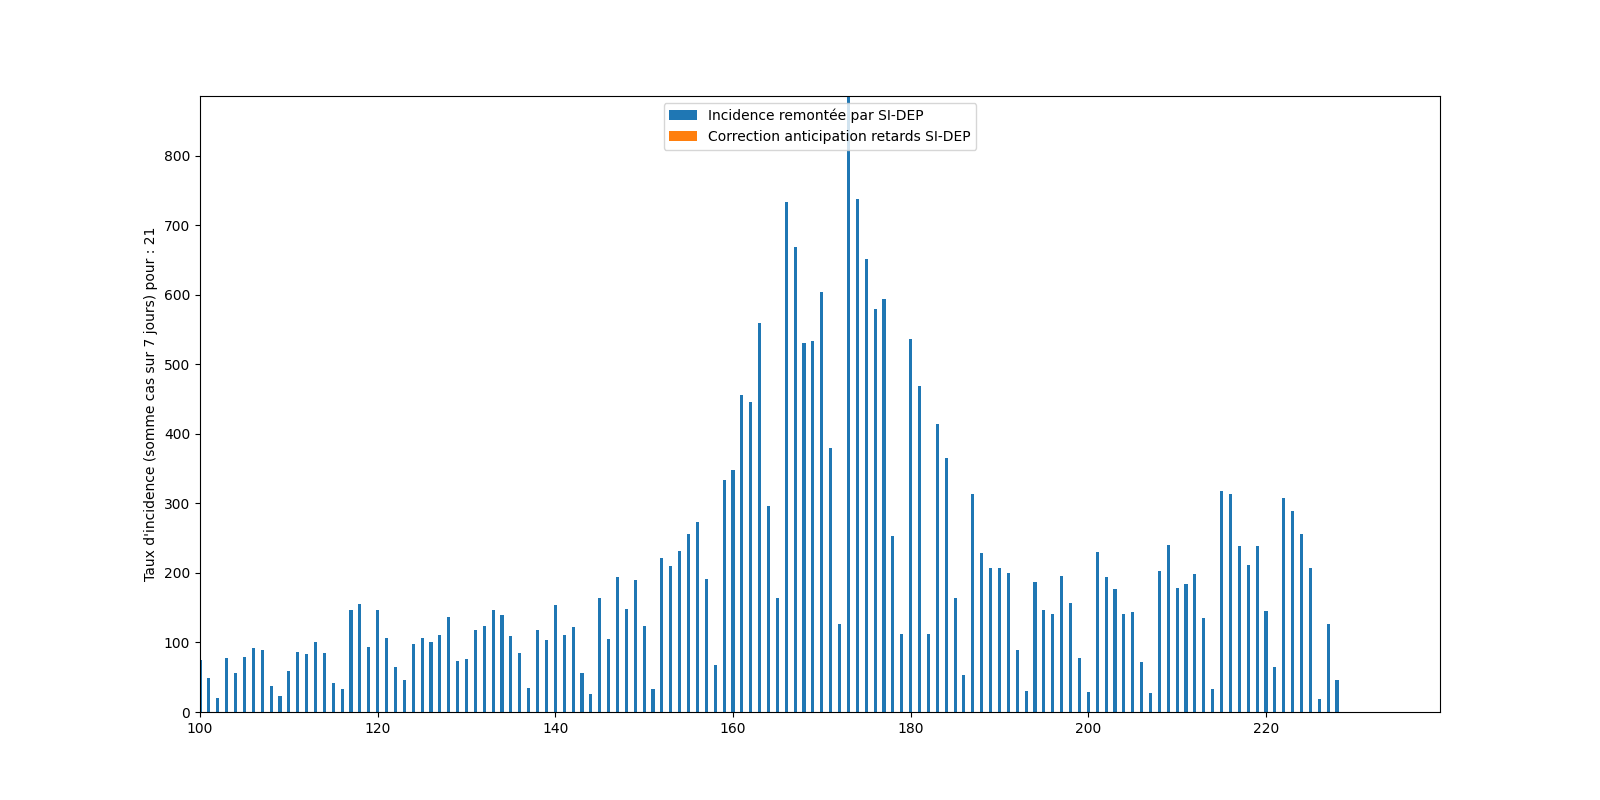 Incidence remontée par SI-DEP
Correction anticipation retards SI-DEP
Taux d'incidence (somme cas sur 7 jours) pour : 21
800
700
600
500
400
300
200
100
0
100 120 140 160 180 200 220